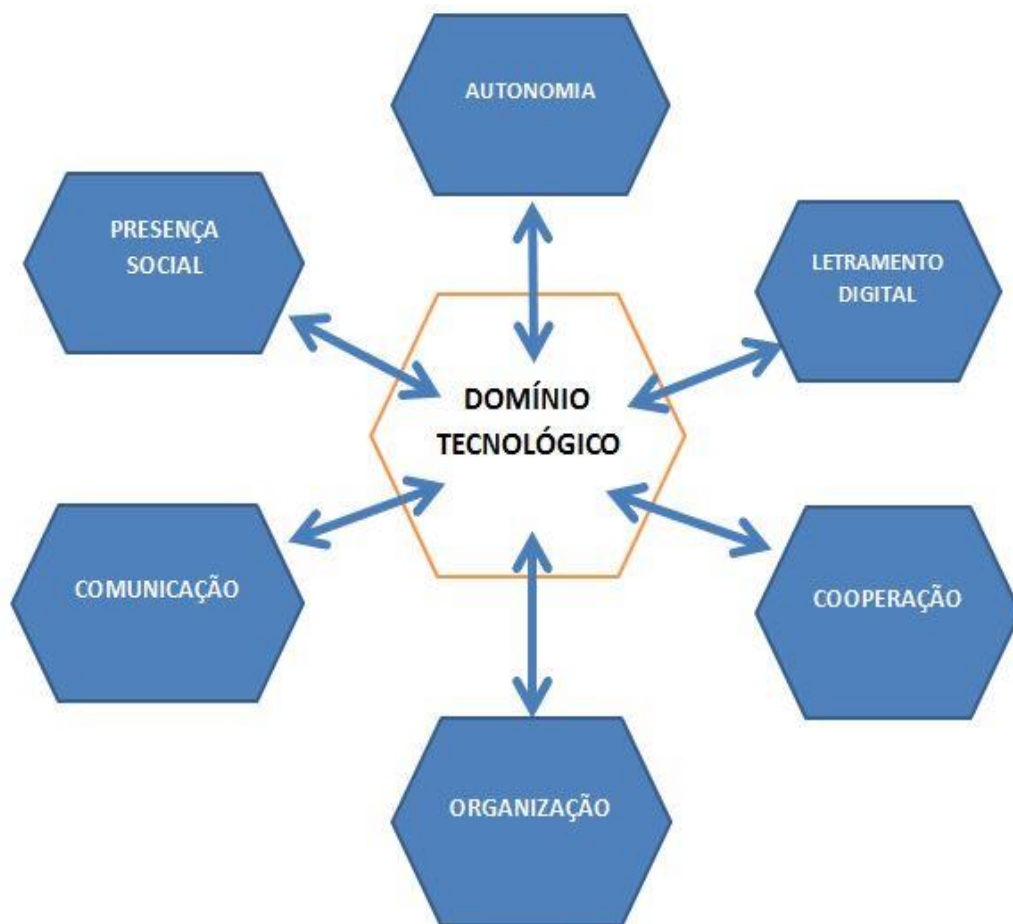 AUTONOMIA
PRESENÇA
SOCIAL
LETRAMENTO
DIGITAL
DOMÍNIO
TECNOLÓGICO
COMUNICAÇÃO
COOPERAÇÃO
ORGANIZAÇÃO